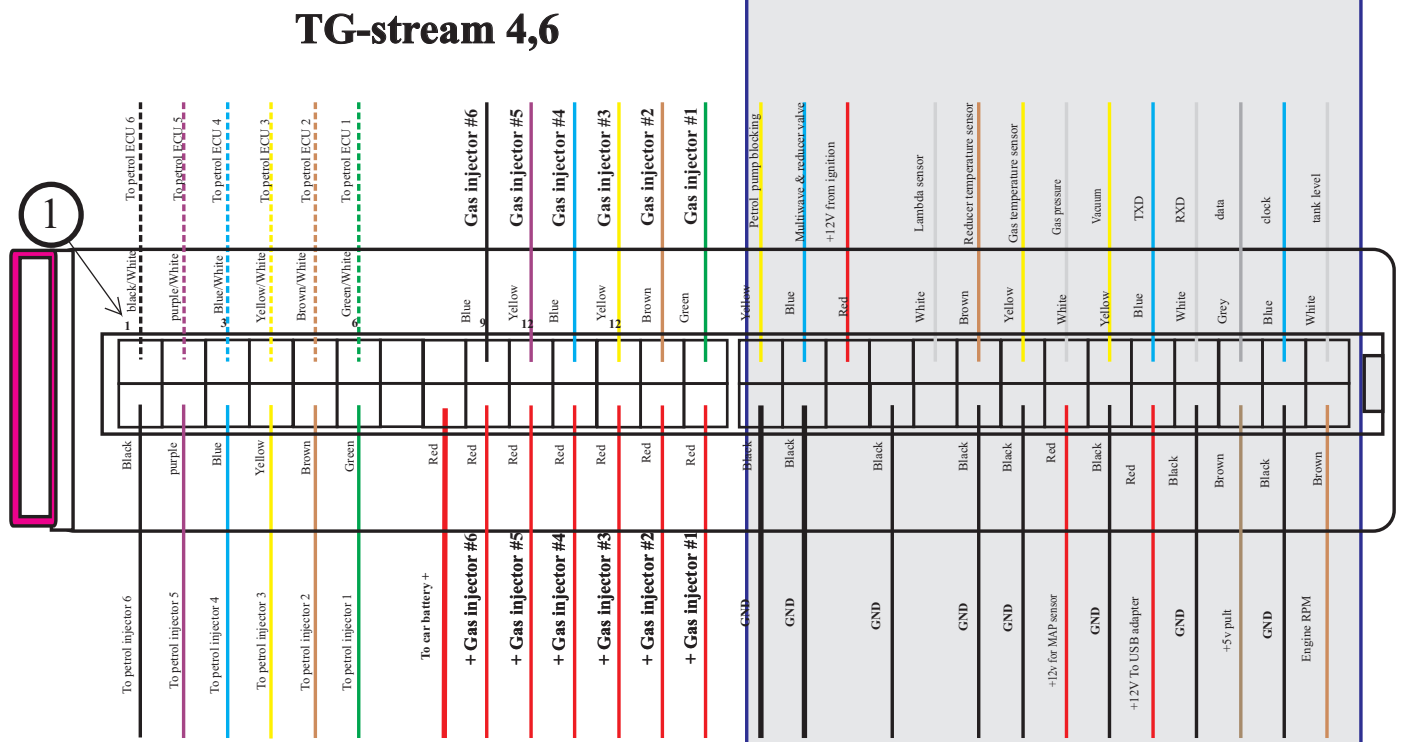 TG-stream 4,6
To petrol ECU 6
To petrol ECU 5
To petrol ECU 4
To petrol ECU 3
To petrol ECU 2
To petrol ECU 1
Gas injector #6
Gas injector #5
Gas injector #4
Gas injector #3
Gas injector #2
Gas injector #1
Petrol pump blocking
Multiwave & reducer valve
+12V from ignition
Lambda sensor
Reducer temperature sensor
Gas temperature sensor
Gas pressure
Vacuum
TXD
RXD
data
clock
tank level
1
black/White
purple/White
Blue/White
Yellow/White
Brown/White
Green/White
Blue
Yellow
Blue
Yellow
Brown
Green
Yellow
Blue
Red
White
Brown
Yellow
White
Yellow
Blue
White
Grey
Blue
White
1
3
6
9
12
12
Black
purple
Blue
Yellow
Brown
Green
Red
Red
Red
Red
Red
Red
Red
Black
Black
Black
Black
Black
Red
Black
Red
Black
Brown
Black
Brown
To petrol injector 6
To petrol injector 5
To petrol injector 4
To petrol injector 3
To petrol injector 2
To petrol injector 1
To car battery +
+ Gas injector #6
+ Gas injector #5
+ Gas injector #4
+ Gas injector #3
+ Gas injector #2
+ Gas injector #1
GND
GND
GND
GND
GND
+12v for MAP sensor
GND
+12V To USB adapter
GND
+5v pult
GND
Engine RPM